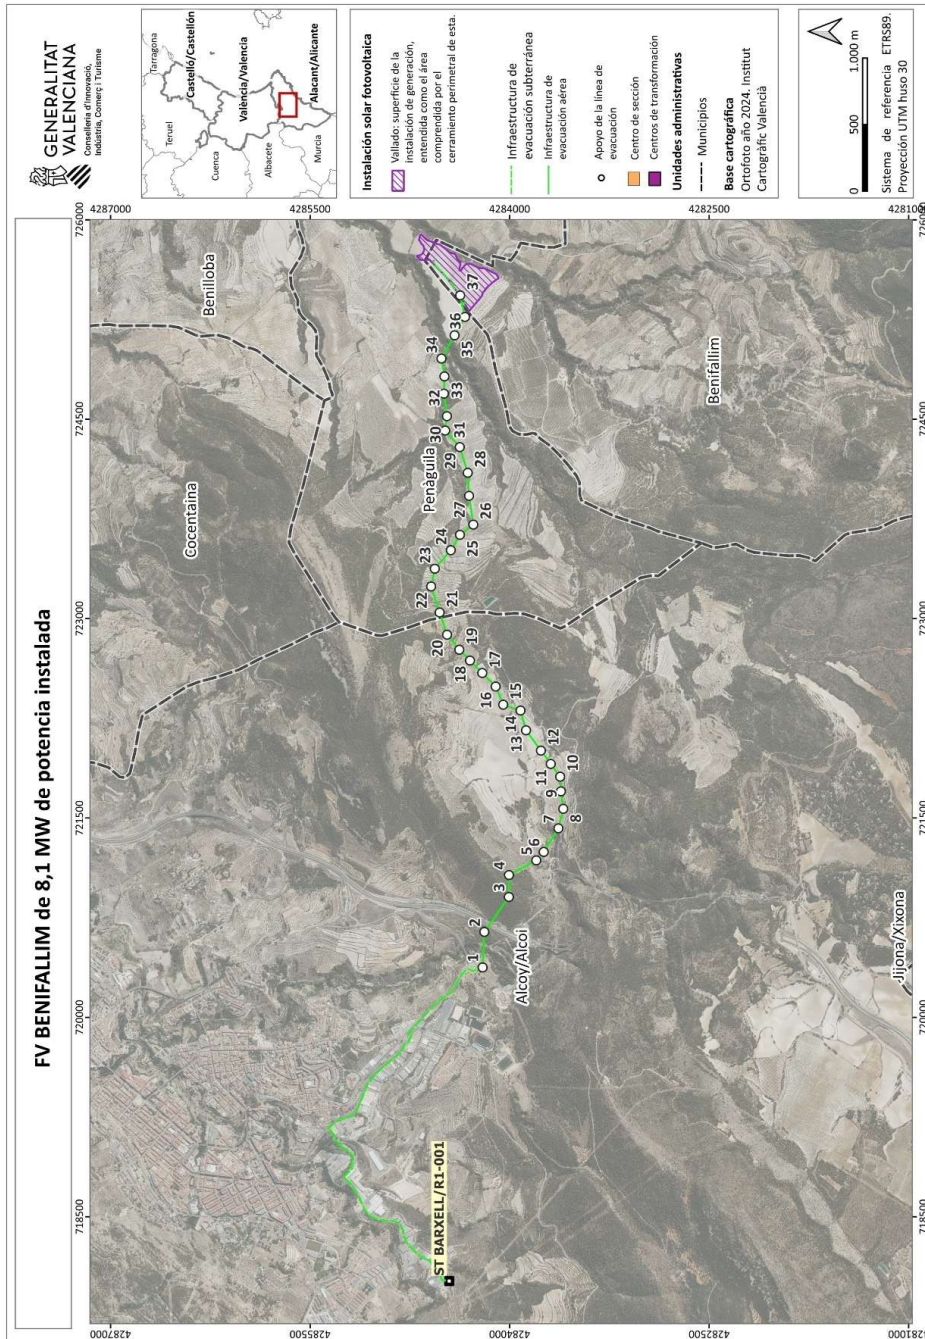 FV BENIFALLIM de 8,1 MW de potencia instalada
GENERALITAT
VALENCIANA
Conselleria d'Innovació,
Indústria, Comerç i Turisme
Tarragona
Teruel
Castelló/Castellón
Cuenca
València/Valencia
Albacete
Alacant/Alicante
Murcia
Instalación solar fotovoltaica
Vallado: superficie de la
instalación de generación,
entendida como el área
comprendida por el
cerramiento perimetral de esta.
Infraestructura de
evacuación subterránea
Infraestructura de
evacuación aérea
Apoyo de la línea de
evacuación
Centro de sección
Centros de transformación
Unidades administrativas
Municipios
Base cartográfica
Ortofoto año 2024. Institut
Cartogràfic Valencià
0 500 1.000 m
Sistema de referencia ETRS89.
Proyección UTM huso 30
718500 720000 721500 723000 724500 726000
4287000
4285500
4284000
4282500
4281000
4287000
4285500
4284000
4282500
4281000
Benilloba
Cocentaina
Penàguila
Benifallim
Alcoy/Alcoi
Jijona/Xixona
ST BARXELL/R1-001
1
2
3
4
5
6
7
8
9
10
11
12
13
14
15
16
17
18
19
20
21
22
23
24
25
26
27
28
29
30
31
32
33
34
35
36
37